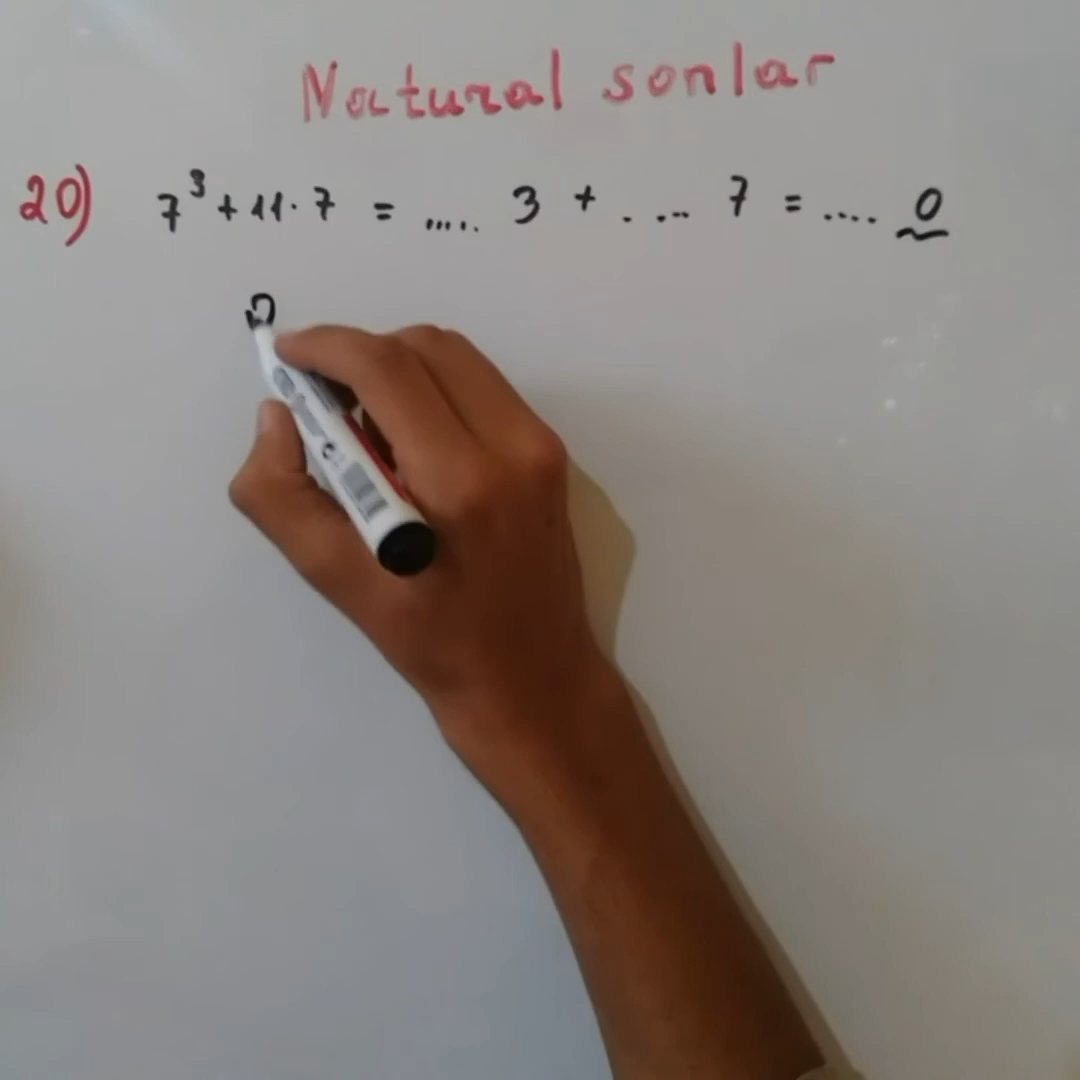 Natural sonlar
20) 7³ + 11 · 7 = ..... 3 + .... 7 = .... 0